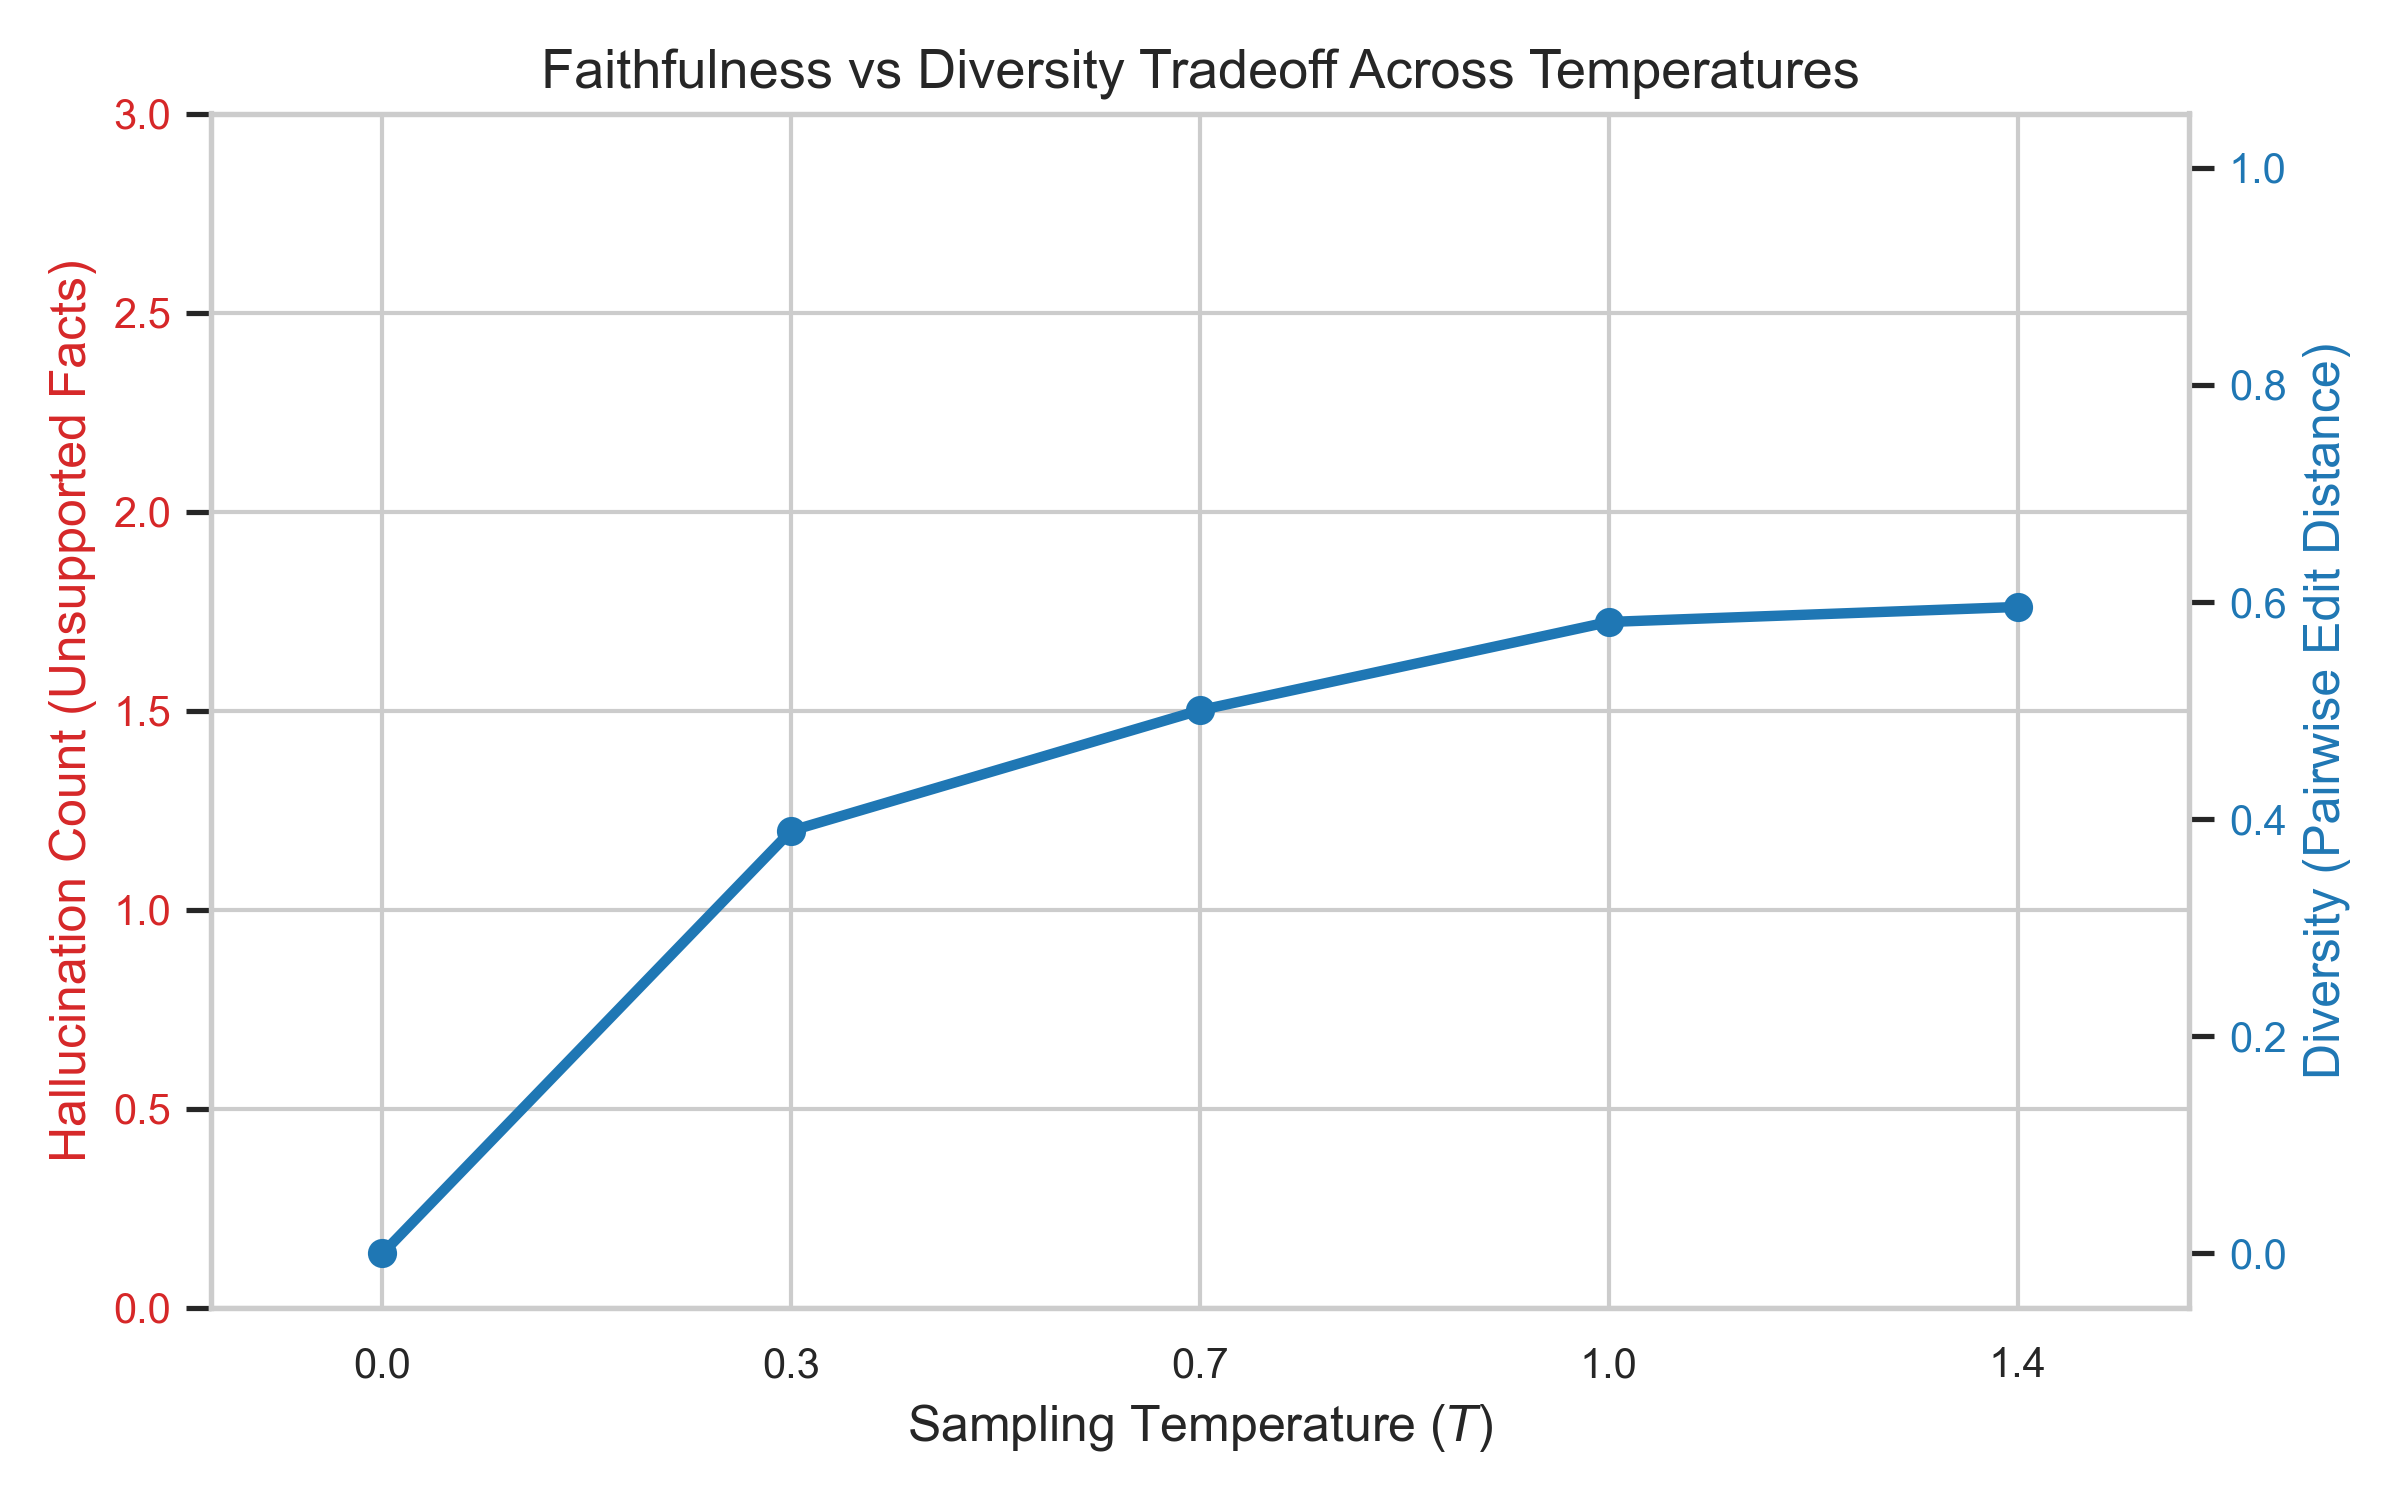 Faithfulness vs Diversity Tradeoff Across Temperatures
Hallucination Count (Unsupported Facts)
3.0
2.5
2.0
1.5
1.0
0.5
0.0
1.0
0.8
0.6
0.4
0.2
0.0
Diversity (Pairwise Edit Distance)
0.0 0.3 0.7 1.0 1.4
Sampling Temperature (T)